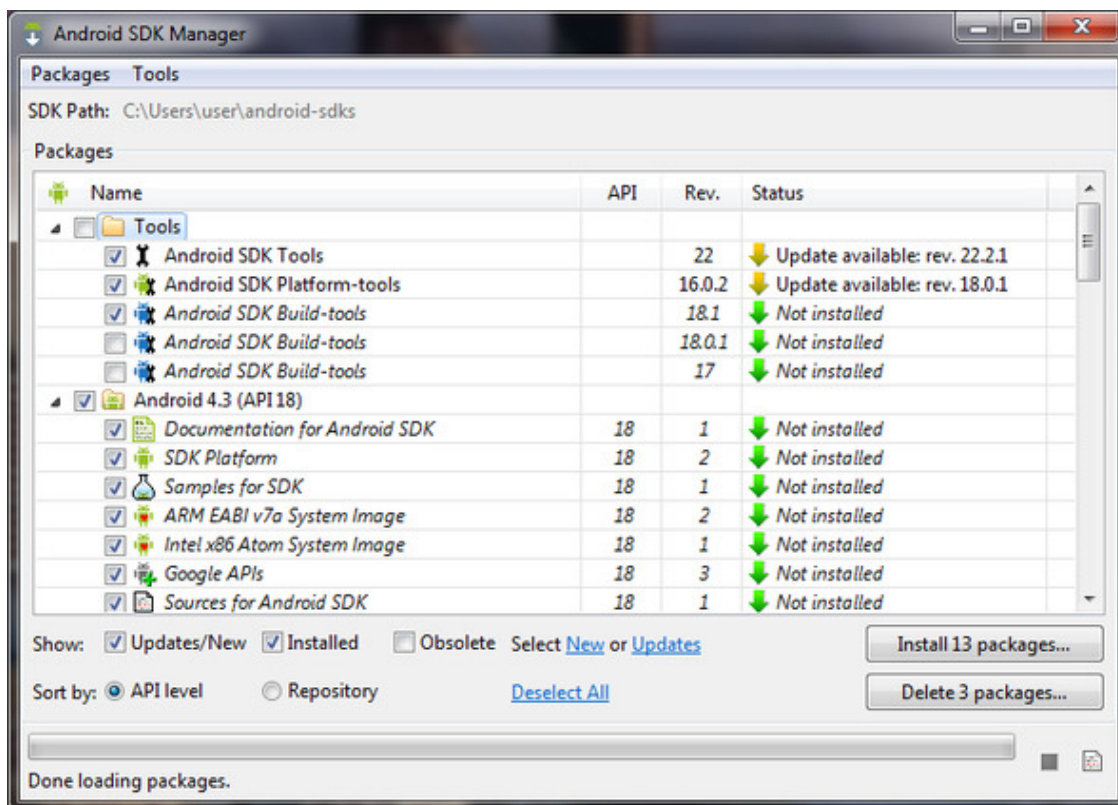 Android SDK Manager
Packages Tools
SDK Path: C:\Users\user\android-sdks
Packages
Name API Rev. Status
Tools
Android SDK Tools 22 Update available: rev. 22.2.1
Android SDK Platform-tools 16.0.2 Update available: rev. 18.0.1
Android SDK Build-tools 18.1 Not installed
Android SDK Build-tools 18.0.1 Not installed
Android SDK Build-tools 17 Not installed
Android 4.3 (API 18)
Documentation for Android SDK 18 1 Not installed
SDK Platform 18 2 Not installed
Samples for SDK 18 1 Not installed
ARM EABI v7a System Image 18 2 Not installed
Intel x86 Atom System Image 18 1 Not installed
Google APIs 18 3 Not installed
Sources for Android SDK 18 1 Not installed
Show: Updates/New Installed Obsolete Select New or Updates Install 13 packages...
Sort by: API level Repository Deselect All Delete 3 packages...
Done loading packages.